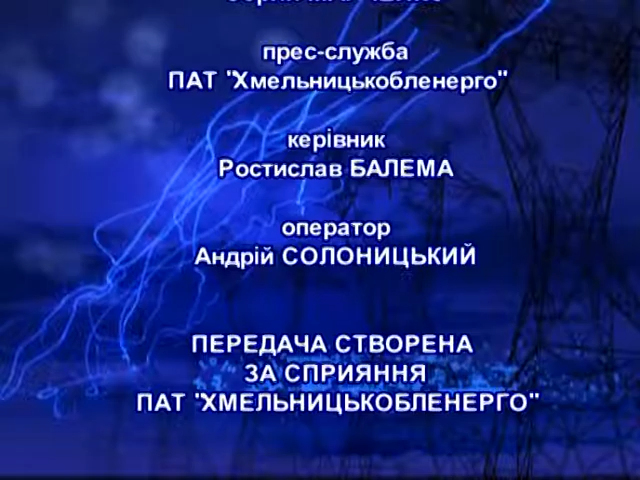 прес-служба
ПАТ "Хмельницькобленерго"
керівник
Ростислав БАЛЕМА
оператор
Андрій СОЛОНИЦЬКИЙ
ПЕРЕДАЧА СТВОРЕНА
ЗА СПРИЯННЯ
ПАТ "ХМЕЛЬНИЦЬКОБЛЕНЕРГО"